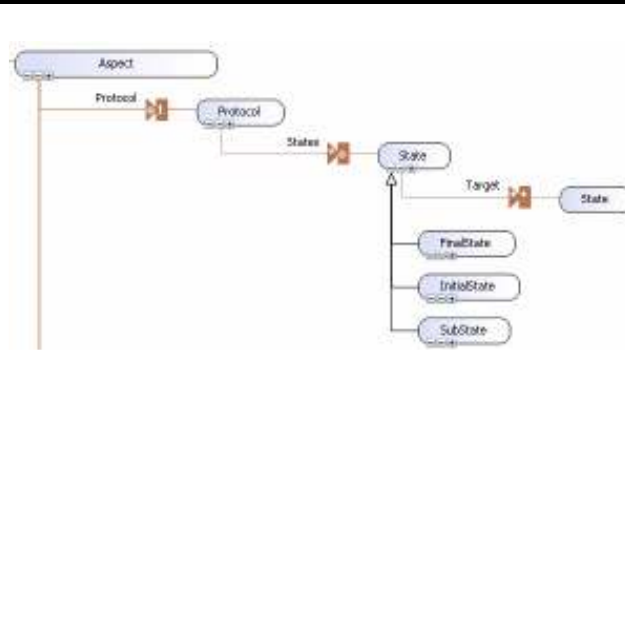 Aspect
Protocol
Protocol
States
State
Target
State
FinalState
InitialState
SubState